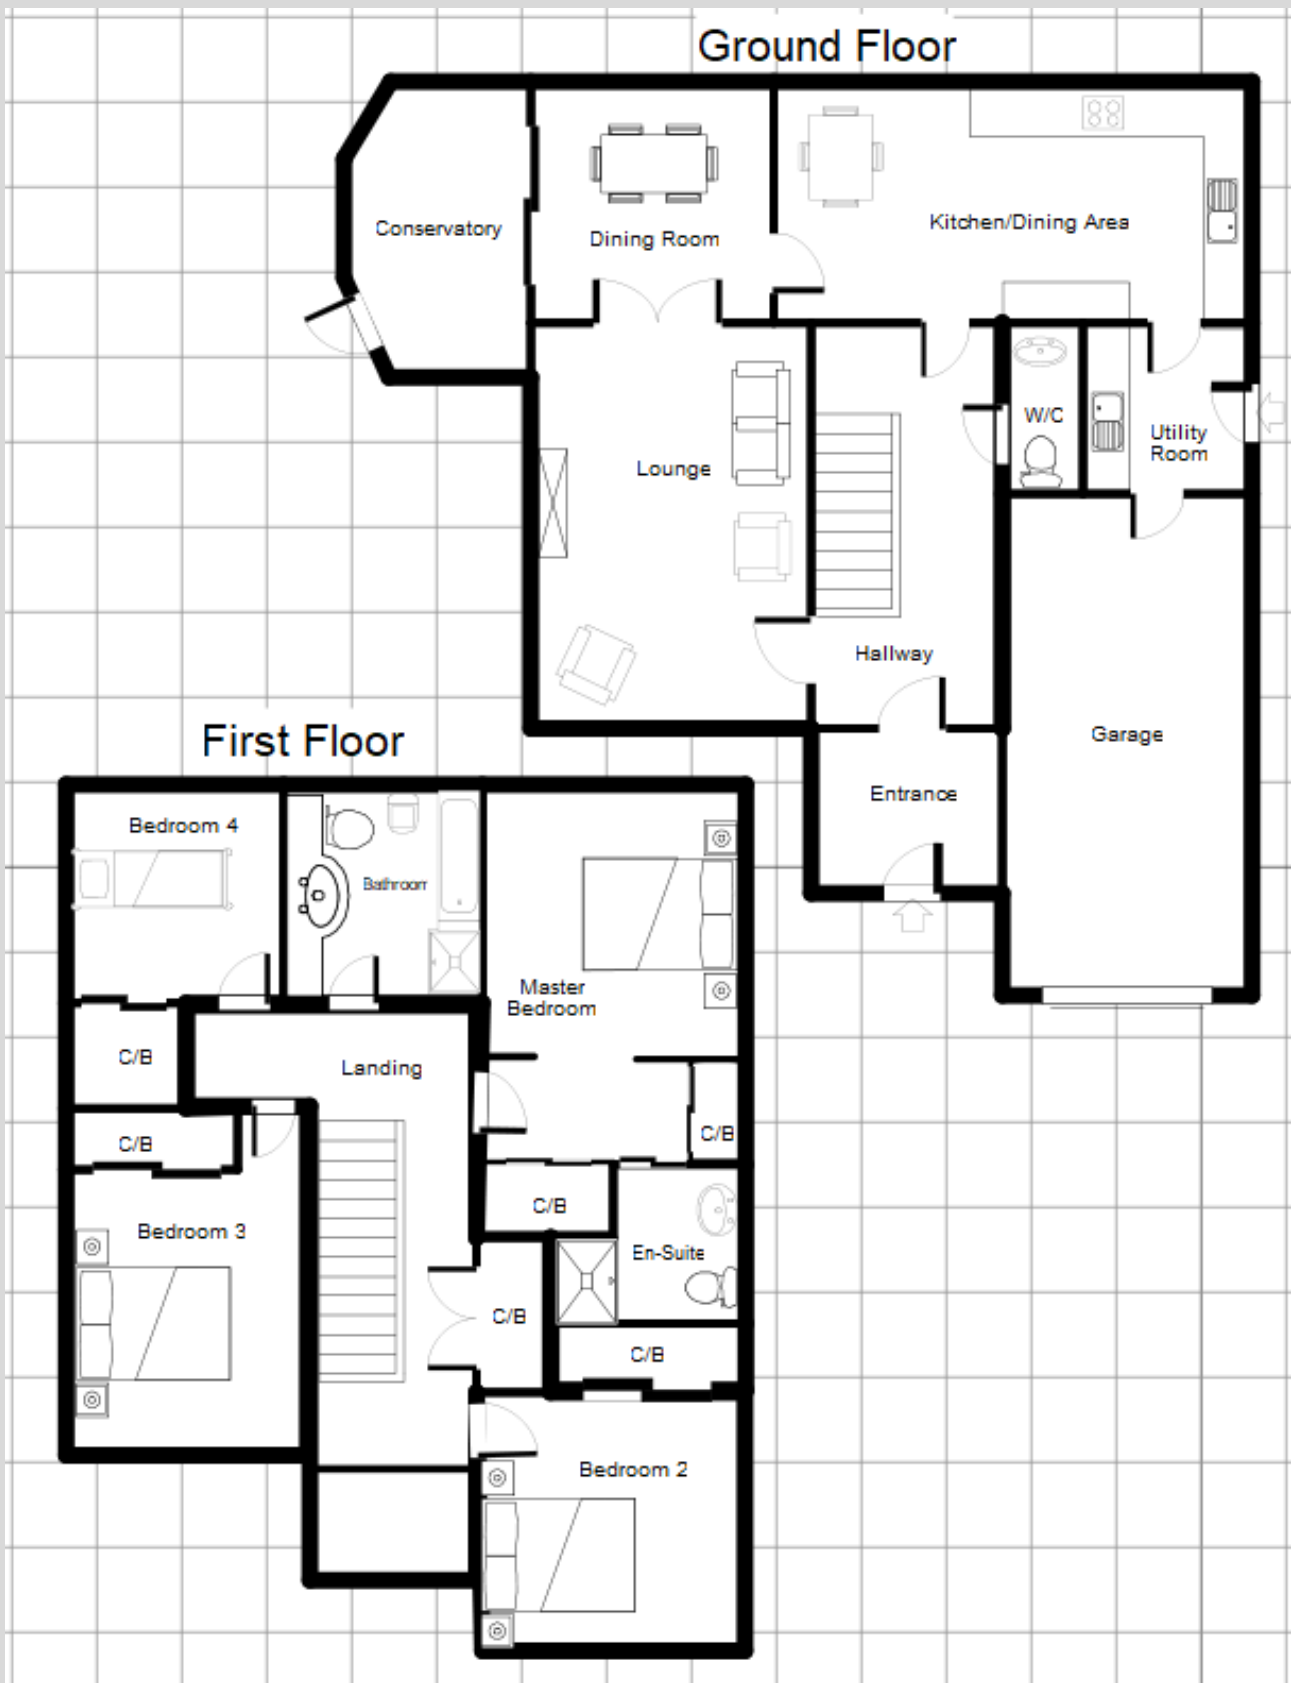 Ground Floor
Conservatory
Dining Room
Kitchen/Dining Area
Lounge
W/C
Utility
Room
Hallway
Garage
Entrance
First Floor
Bedroom 4
Bathroom
Master
Bedroom
C/B
Landing
C/B
C/B
C/B
Bedroom 3
En-Suite
C/B
C/B
Bedroom 2